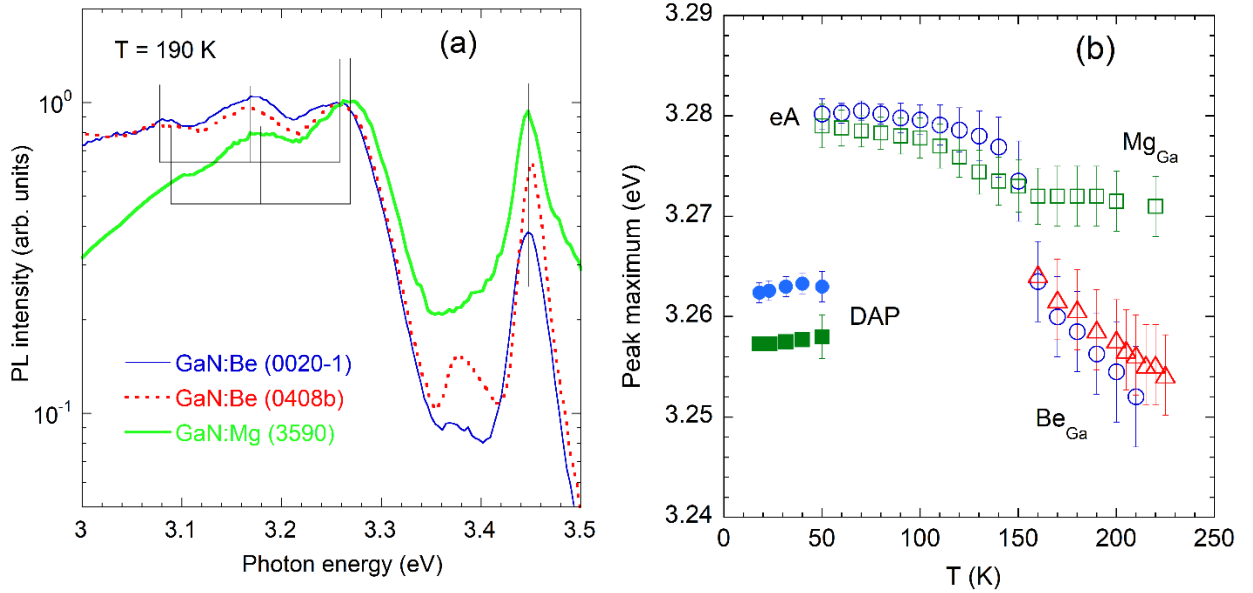 (a)
T = 190 K
PL intensity (arb. units)
10⁰
10⁻¹
GaN:Be (0020-1)
GaN:Be (0408b)
GaN:Mg (3590)
3 3.1 3.2 3.3 3.4 3.5
Photon energy (eV)
(b)
Peak maximum (eV)
3.29
3.28
3.27
3.26
3.25
3.24
eA
Mg_Ga
DAP
Be_Ga
0 50 100 150 200 250
T (K)